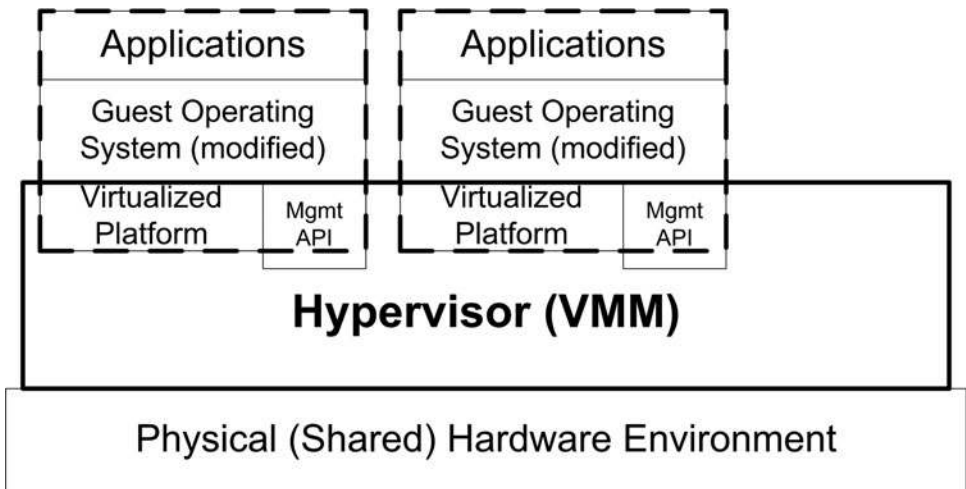 Applications
Guest Operating
System (modified)
Virtualized
Platform
Mgmt
API
Applications
Guest Operating
System (modified)
Virtualized
Platform
Mgmt
API
Hypervisor (VMM)
Physical (Shared) Hardware Environment